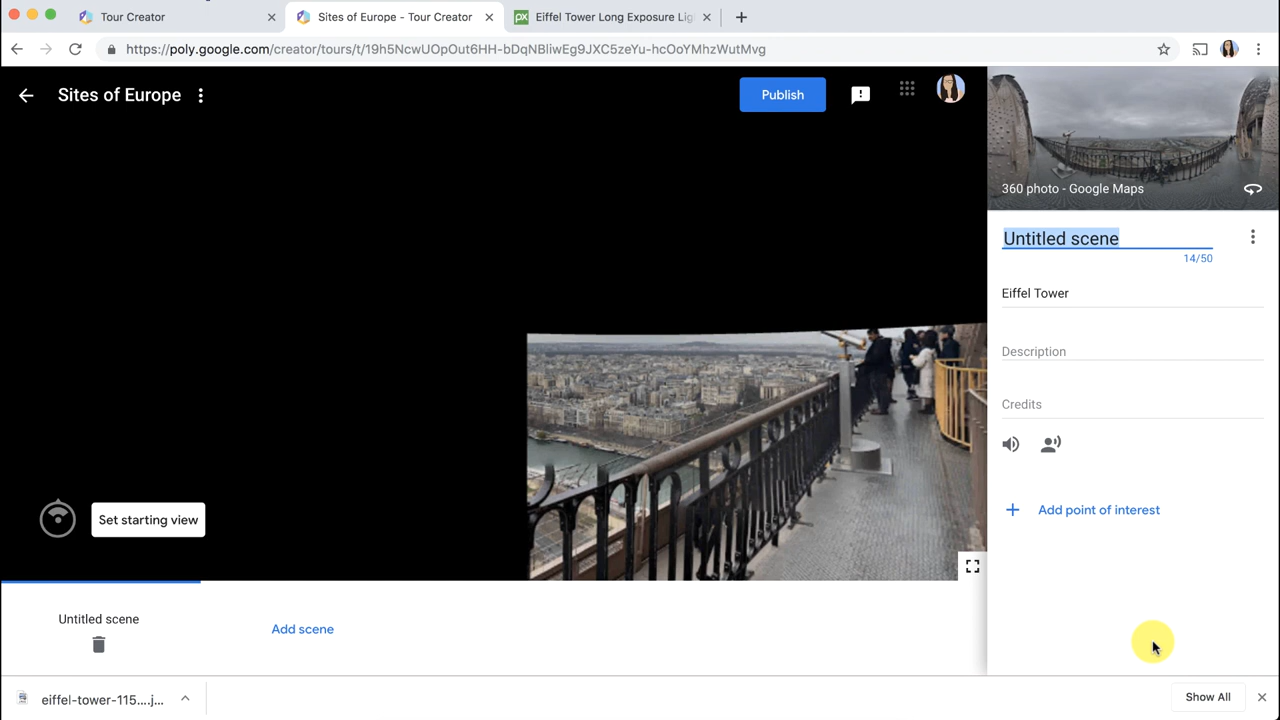 Tour Creator
Sites of Europe - Tour Creator
Eiffel Tower Long Exposure Lig
https://poly.google.com/creator/tours/t/19h5NcwUOpOut6HH-bDqNBliwEg9JXC5zeYu-hcOoYMhzWutMvg
Sites of Europe
Publish
360 photo - Google Maps
Untitled scene
14/50
Eiffel Tower
Description
Credits
Add point of interest
Set starting view
Untitled scene
Add scene
eiffel-tower-115....j...
Show All